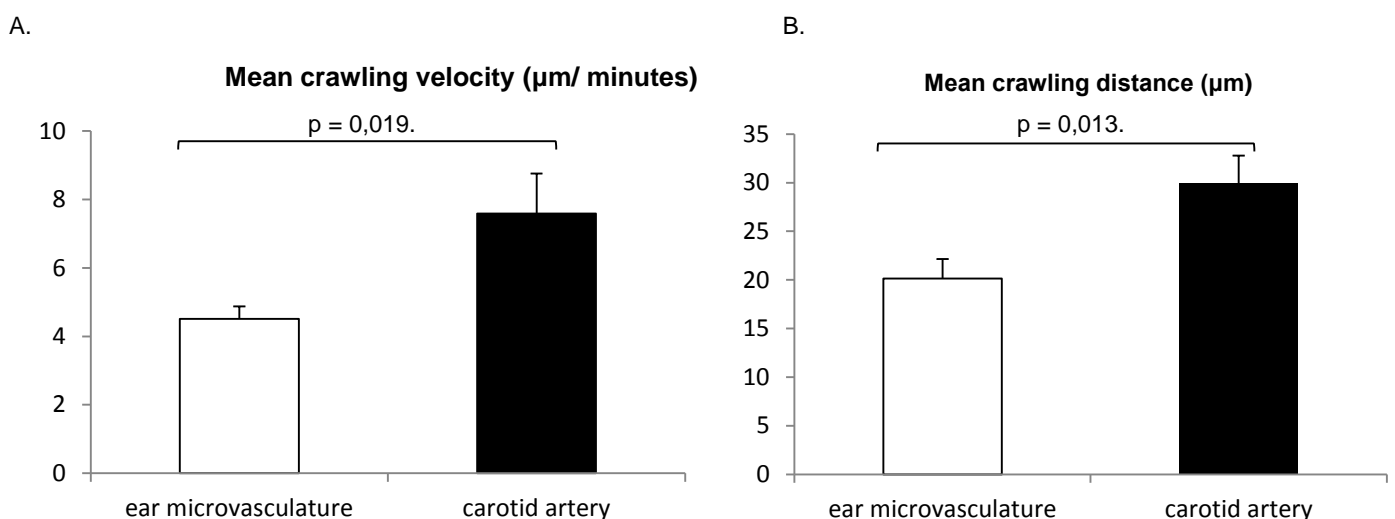 A.
Mean crawling velocity (µm/ minutes)
p = 0,019.
10
8
6
4
2
0
ear microvasculature
carotid artery
B.
Mean crawling distance (µm)
p = 0,013.
35
30
25
20
15
10
5
0
ear microvasculature
carotid artery